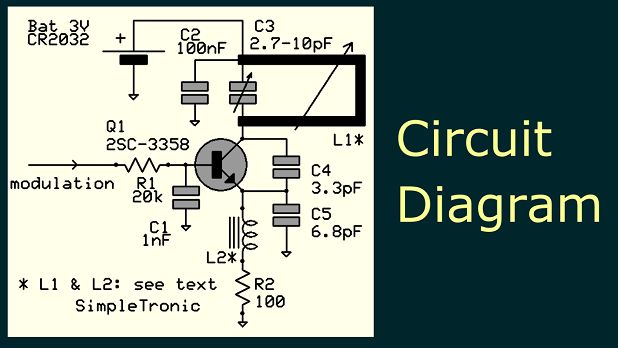 Bat 3V
CR2032
+
C2
100nF
C3
2.7-10pF
L1*
Q1
2SC-3358
modulation
R1
20k
C1
1nF
C4
3.3pF
C5
6.8pF
L2*
R2
100
* L1 & L2: see text
SimpleTronic
Circuit
Diagram